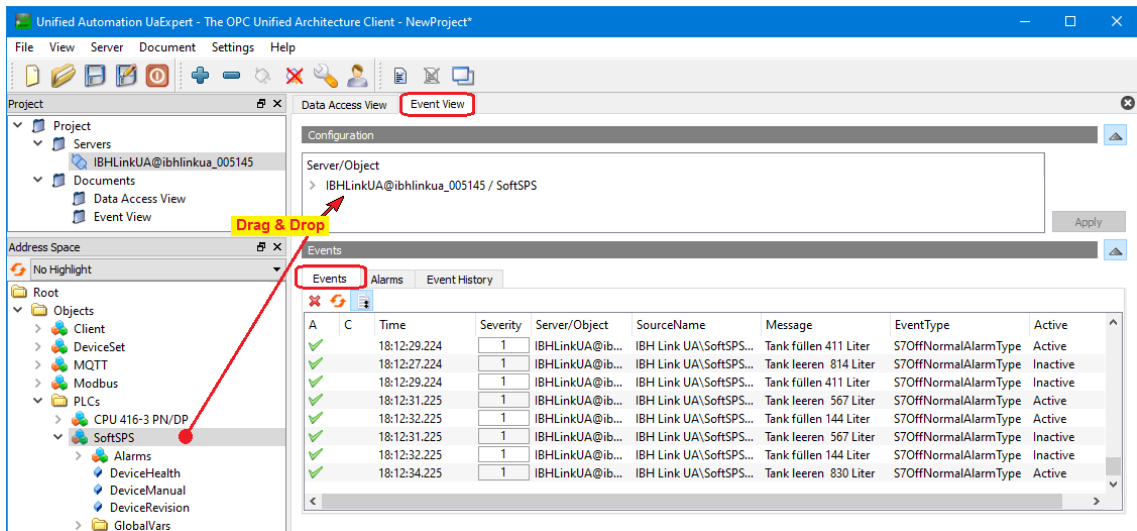 Unified Automation UaExpert - The OPC Unified Architecture Client - NewProject*
File View Server Document Settings Help
Project
Project
Servers
IBHLinkUA@ibhlinkua_005145
Documents
Data Access View
Event View
Address Space
No Highlight
Root
Objects
Client
DeviceSet
MQTT
Modbus
PLCs
CPU 416-3 PN/DP
SoftSPS
Alarms
DeviceHealth
DeviceManual
DeviceRevision
GlobalVars
Drag & Drop
Data Access View Event View
Configuration
Server/Object
IBHLinkUA@ibhlinkua_005145 / SoftSPS
Apply
Events
Events Alarms Event History
A C Time Severity Server/Object SourceName Message EventType Active
18:12:29.224 1 IBHLinkUA@ib... IBH Link UA\SoftSPS... Tank füllen 411 Liter S7OffNormalAlarmType Active
18:12:27.224 1 IBHLinkUA@ib... IBH Link UA\SoftSPS... Tank leeren 814 Liter S7OffNormalAlarmType Inactive
18:12:29.224 1 IBHLinkUA@ib... IBH Link UA\SoftSPS... Tank füllen 411 Liter S7OffNormalAlarmType Inactive
18:12:31.225 1 IBHLinkUA@ib... IBH Link UA\SoftSPS... Tank leeren 567 Liter S7OffNormalAlarmType Active
18:12:32.225 1 IBHLinkUA@ib... IBH Link UA\SoftSPS... Tank füllen 144 Liter S7OffNormalAlarmType Active
18:12:31.225 1 IBHLinkUA@ib... IBH Link UA\SoftSPS... Tank leeren 567 Liter S7OffNormalAlarmType Inactive
18:12:32.225 1 IBHLinkUA@ib... IBH Link UA\SoftSPS... Tank füllen 144 Liter S7OffNormalAlarmType Inactive
18:12:34.225 1 IBHLinkUA@ib... IBH Link UA\SoftSPS... Tank leeren 830 Liter S7OffNormalAlarmType Active